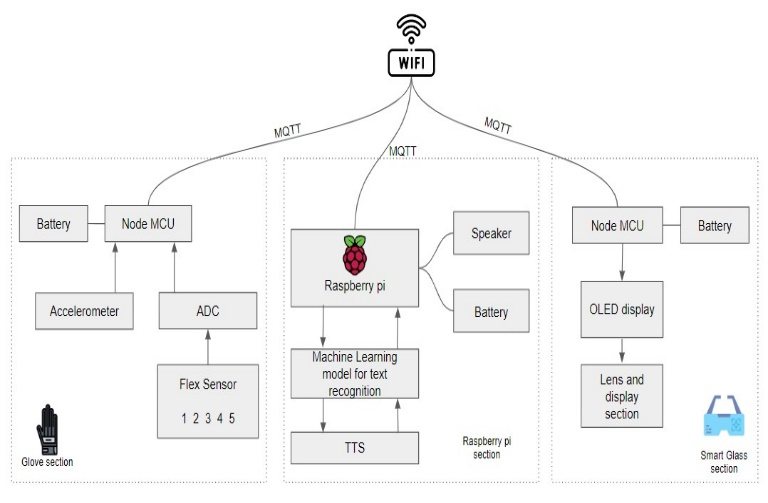 WIFI
MQTT
MQTT
MQTT
Battery
Node MCU
Accelerometer
ADC
Flex Sensor
1 2 3 4 5
Glove section
Raspberry pi
Speaker
Battery
Machine Learning
model for text
recognition
TTS
Raspberry pi
section
Node MCU
Battery
OLED display
Lens and
display
section
Smart Glass
section